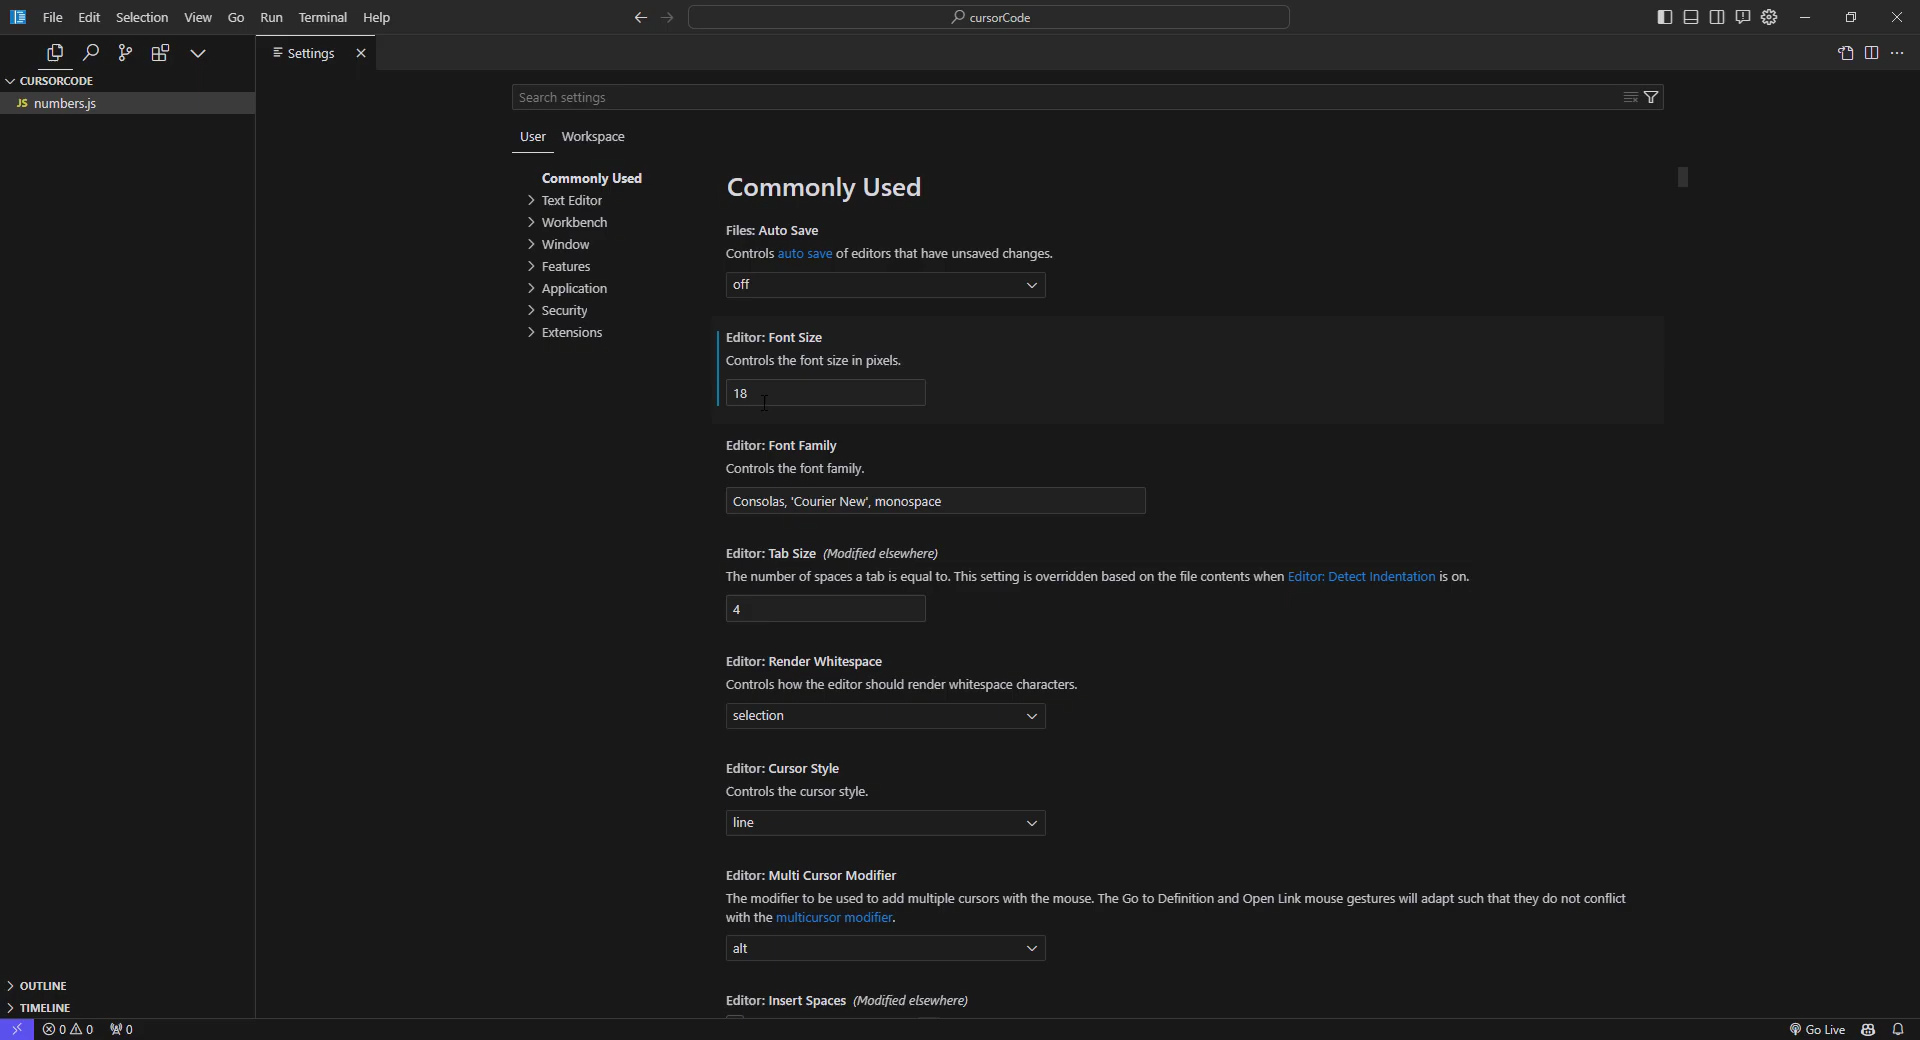 File Edit Selection View Go Run Terminal Help
cursorCode
Settings
CURSORCODE
JS numbers.js
Search settings
User Workspace
Commonly Used
Text Editor
Workbench
Window
Features
Application
Security
Extensions
Commonly Used
Files: Auto Save
Controls auto save of editors that have unsaved changes.
off
Editor: Font Size
Controls the font size in pixels.
18
Editor: Font Family
Controls the font family.
Consolas, 'Courier New', monospace
Editor: Tab Size (Modified elsewhere)
The number of spaces a tab is equal to. This setting is overridden based on the file contents when Editor: Detect Indentation is on.
4
Editor: Render Whitespace
Controls how the editor should render whitespace characters.
selection
Editor: Cursor Style
Controls the cursor style.
line
Editor: Multi Cursor Modifier
The modifier to be used to add multiple cursors with the mouse. The Go to Definition and Open Link mouse gestures will adapt such that they do not conflict
with the multicursor modifier.
alt
Editor: Insert Spaces (Modified elsewhere)
OUTLINE
TIMELINE
0 0 0
Go Live